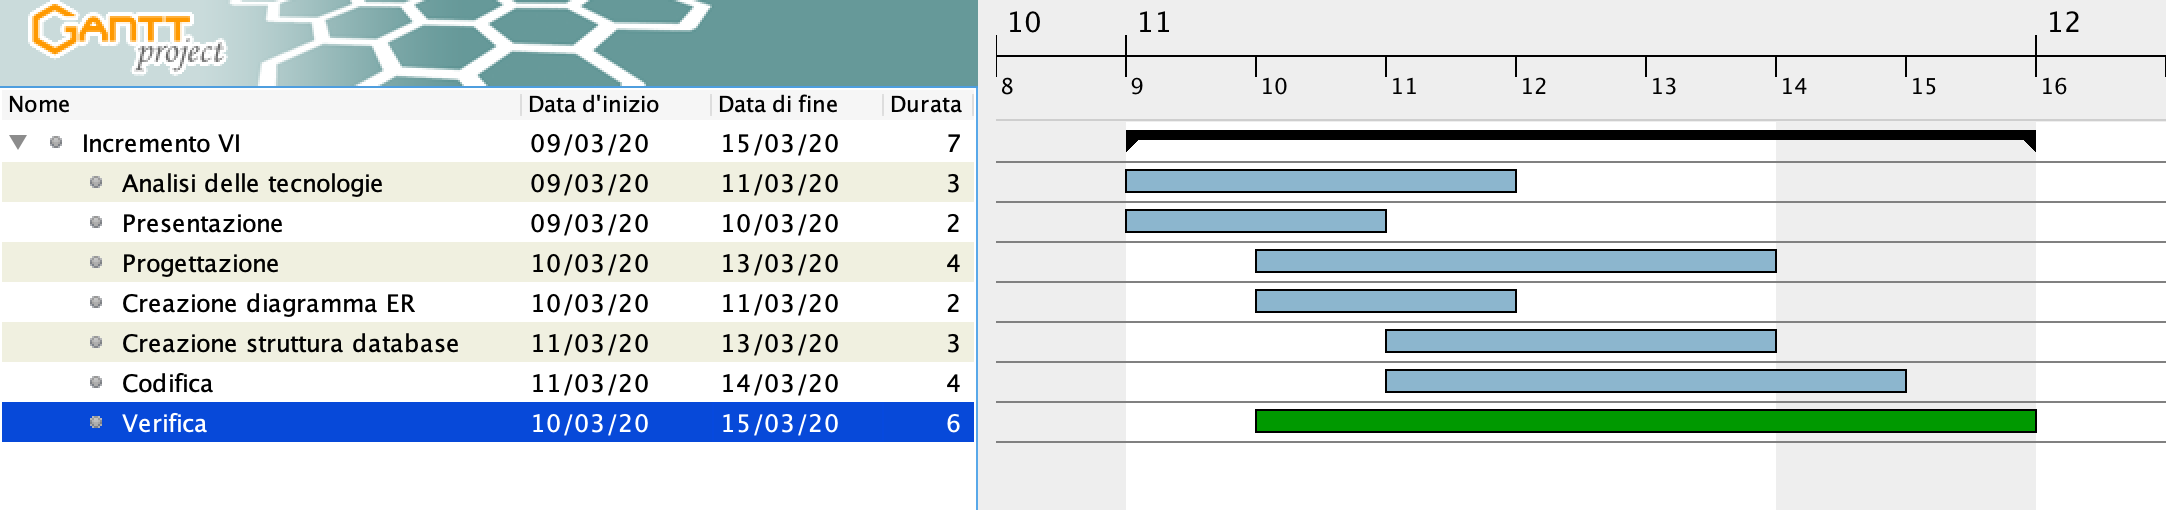 GANTT
project
10 11 12
8 9 10 11 12 13 14 15 16
Nome Data d'inizio Data di fine Durata
Incremento VI 09/03/20 15/03/20 7
Analisi delle tecnologie 09/03/20 11/03/20 3
Presentazione 09/03/20 10/03/20 2
Progettazione 10/03/20 13/03/20 4
Creazione diagramma ER 10/03/20 11/03/20 2
Creazione struttura database 11/03/20 13/03/20 3
Codifica 11/03/20 14/03/20 4
Verifica 10/03/20 15/03/20 6